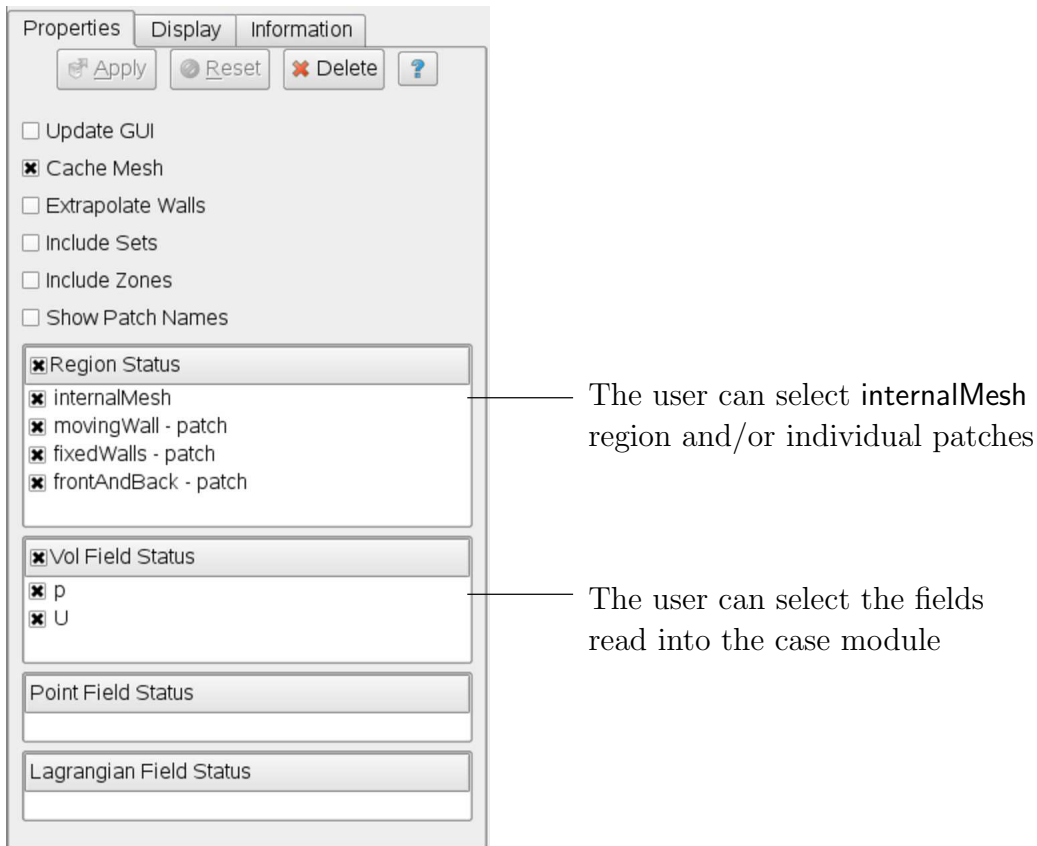 Properties Display Information
Apply Reset Delete ?
Update GUI
Cache Mesh
Extrapolate Walls
Include Sets
Include Zones
Show Patch Names
Region Status
internalMesh
movingWall - patch
fixedWalls - patch
frontAndBack - patch
The user can select internalMesh
region and/or individual patches
Vol Field Status
p
U
The user can select the fields
read into the case module
Point Field Status
Lagrangian Field Status